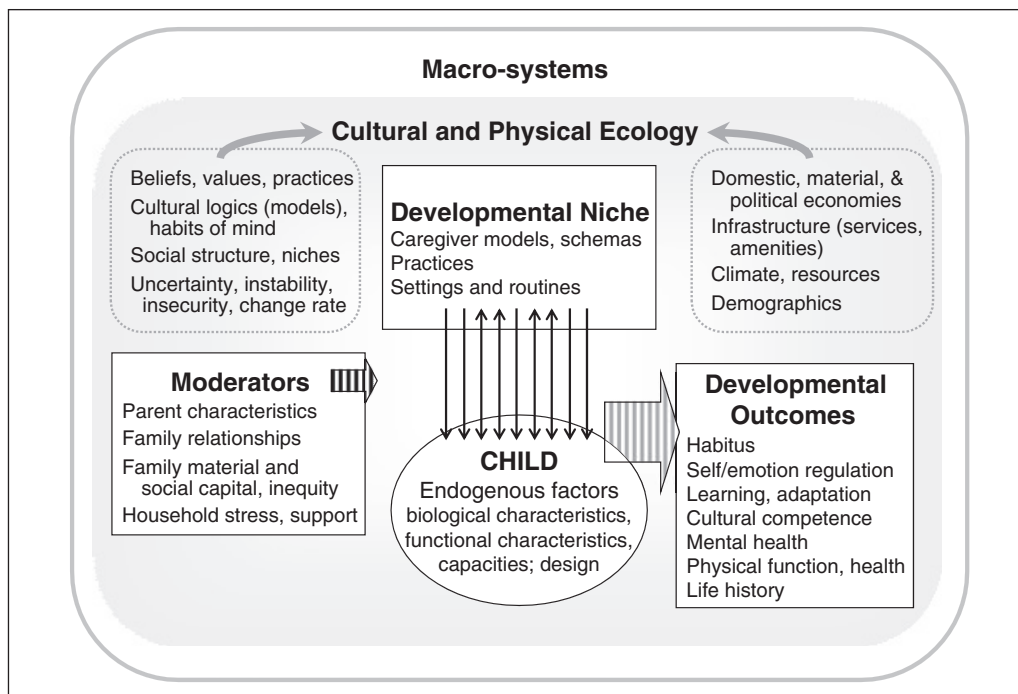 Macro-systems
Cultural and Physical Ecology
Beliefs, values, practices
Cultural logics (models),
habits of mind
Social structure, niches
Uncertainty, instability,
insecurity, change rate
Developmental Niche
Caregiver models, schemas
Practices
Settings and routines
Domestic, material, &
political economies
Infrastructure (services,
amenities)
Climate, resources
Demographics
Moderators
Parent characteristics
Family relationships
Family material and
social capital, inequity
Household stress, support
CHILD
Endogenous factors
biological characteristics,
functional characteristics,
capacities; design
Developmental
Outcomes
Habitus
Self/emotion regulation
Learning, adaptation
Cultural competence
Mental health
Physical function, health
Life history